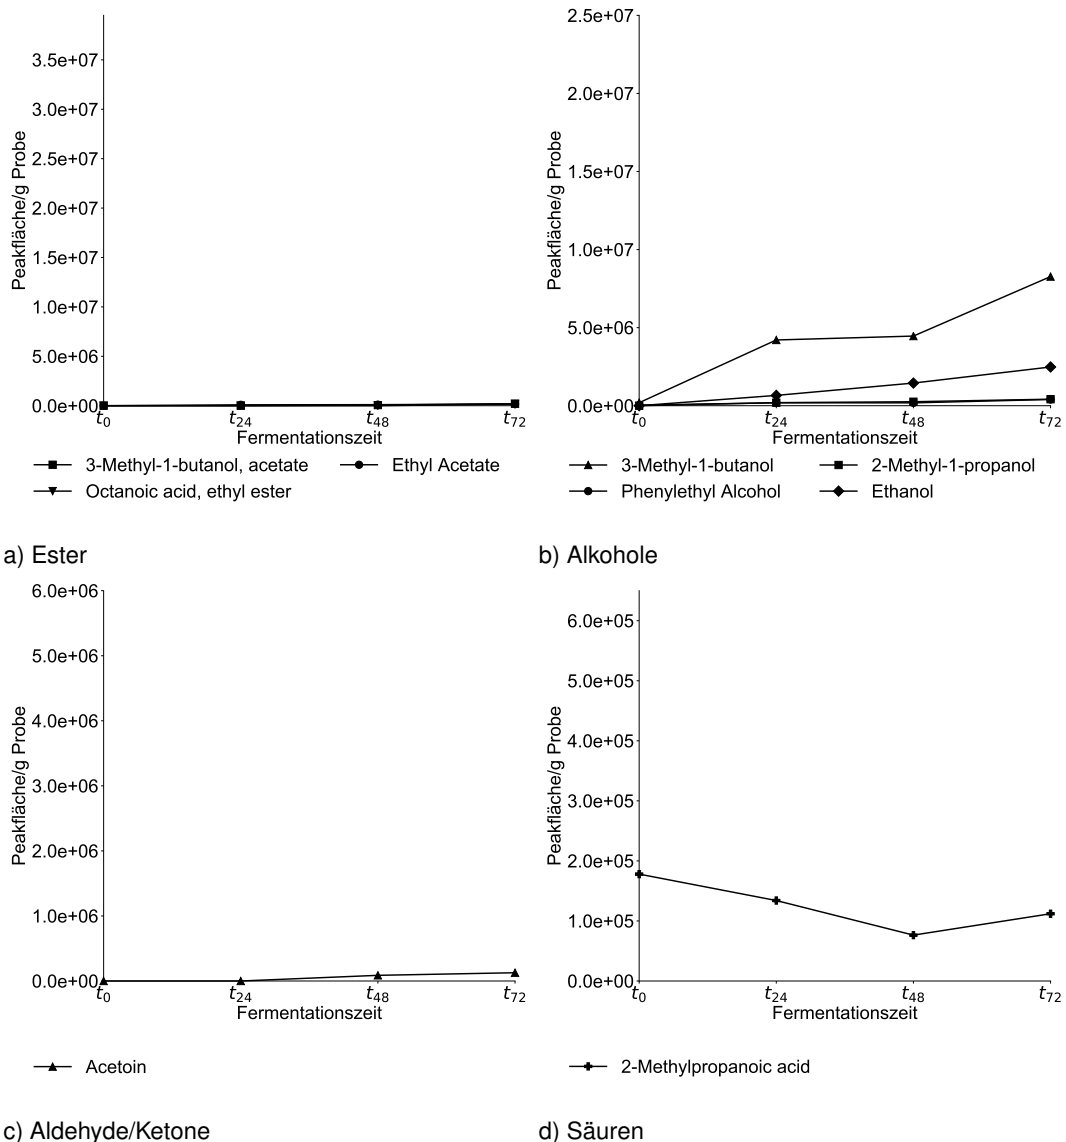 3.5e+07
3.0e+07
2.5e+07
2.0e+07
1.5e+07
1.0e+07
5.0e+06
0.0e+00
Peakfläche/g Probe
t0 t24 t48 t72
Fermentationszeit
3-Methyl-1-butanol, acetate Ethyl Acetate
Octanoic acid, ethyl ester
a) Ester
2.5e+07
2.0e+07
1.5e+07
1.0e+07
5.0e+06
0.0e+00
Peakfläche/g Probe
t0 t24 t48 t72
Fermentationszeit
3-Methyl-1-butanol 2-Methyl-1-propanol
Phenylethyl Alcohol Ethanol
b) Alkohole
6.0e+06
5.0e+06
4.0e+06
3.0e+06
2.0e+06
1.0e+06
0.0e+00
Peakfläche/g Probe
t0 t24 t48 t72
Fermentationszeit
Acetoin
c) Aldehyde/Ketone
6.0e+05
5.0e+05
4.0e+05
3.0e+05
2.0e+05
1.0e+05
0.0e+00
Peakfläche/g Probe
t0 t24 t48 t72
Fermentationszeit
2-Methylpropanoic acid
d) Säuren